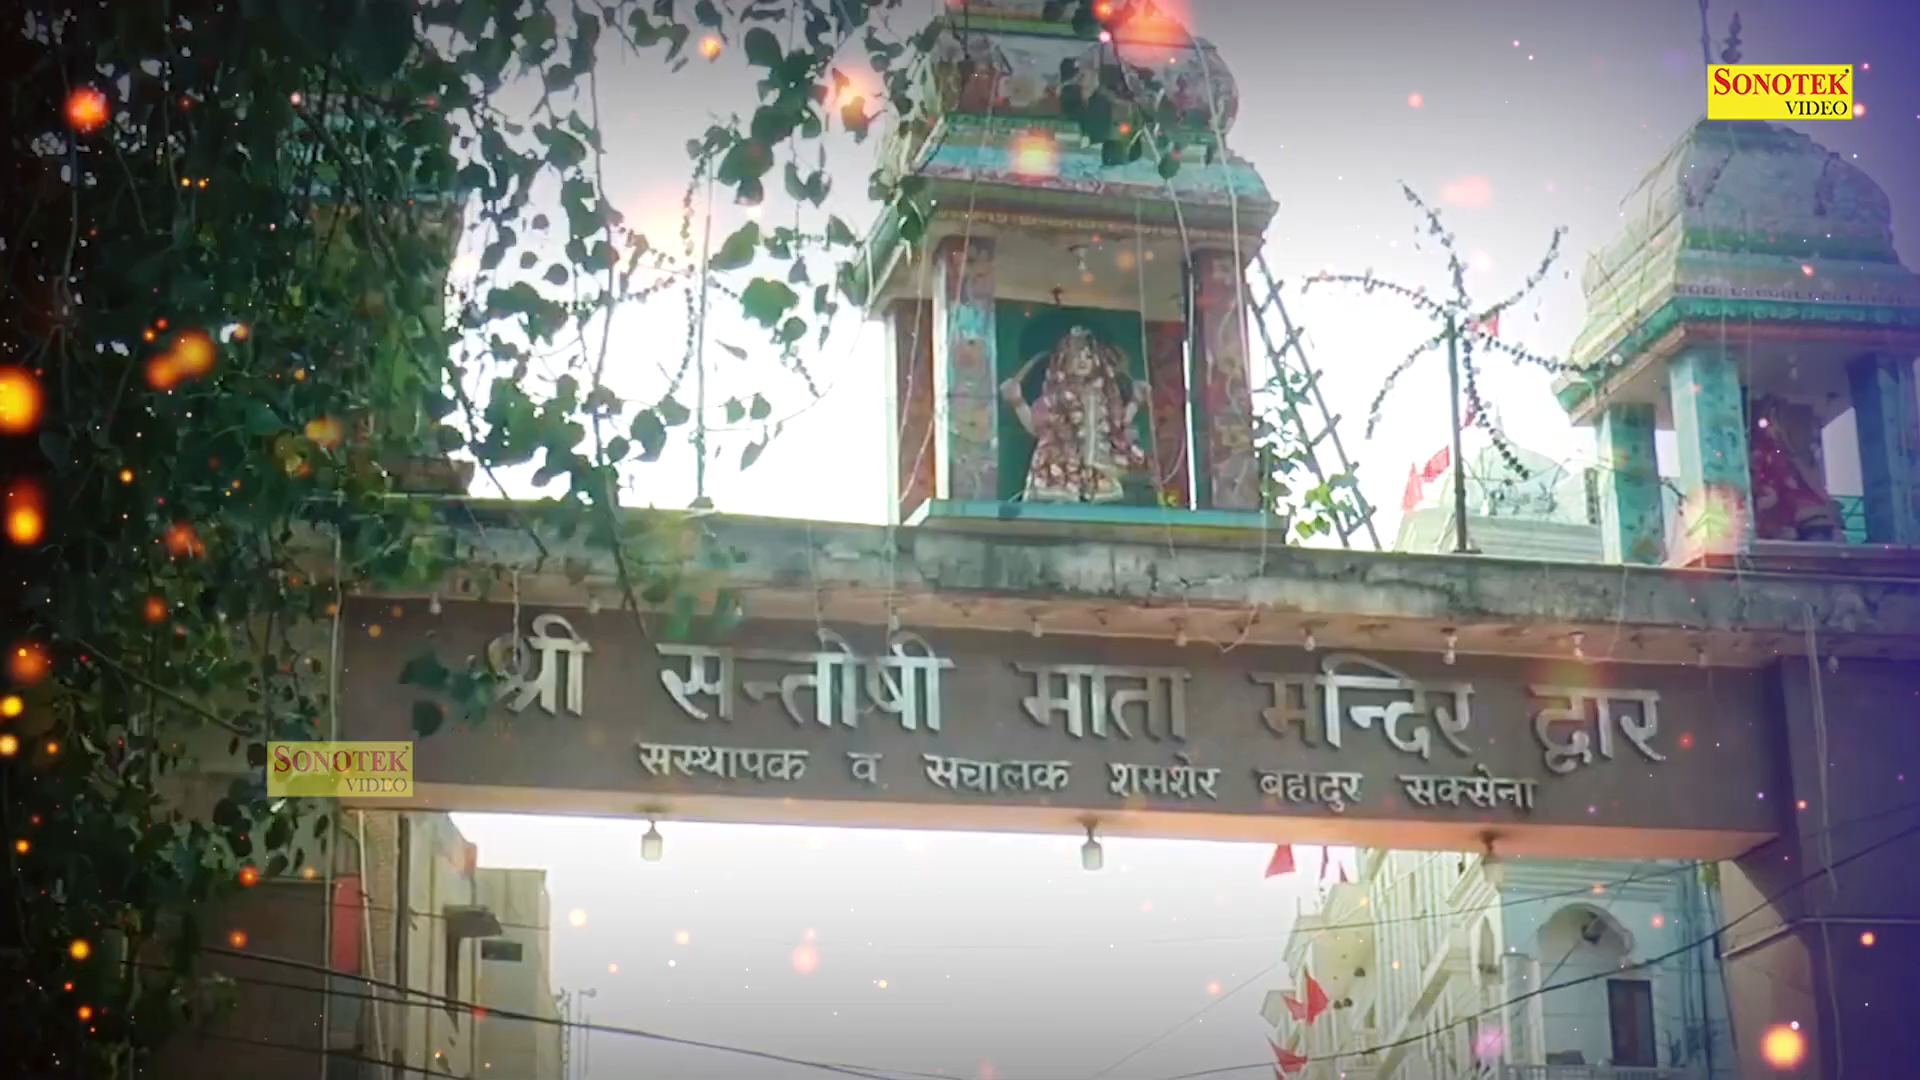 SONOTEK
VIDEO
श्री सन्तोषी माता मन्दिर द्वार
सस्थापक व सचालक शमशेर बहादुर सक्सेना
SONOTEK
VIDEO